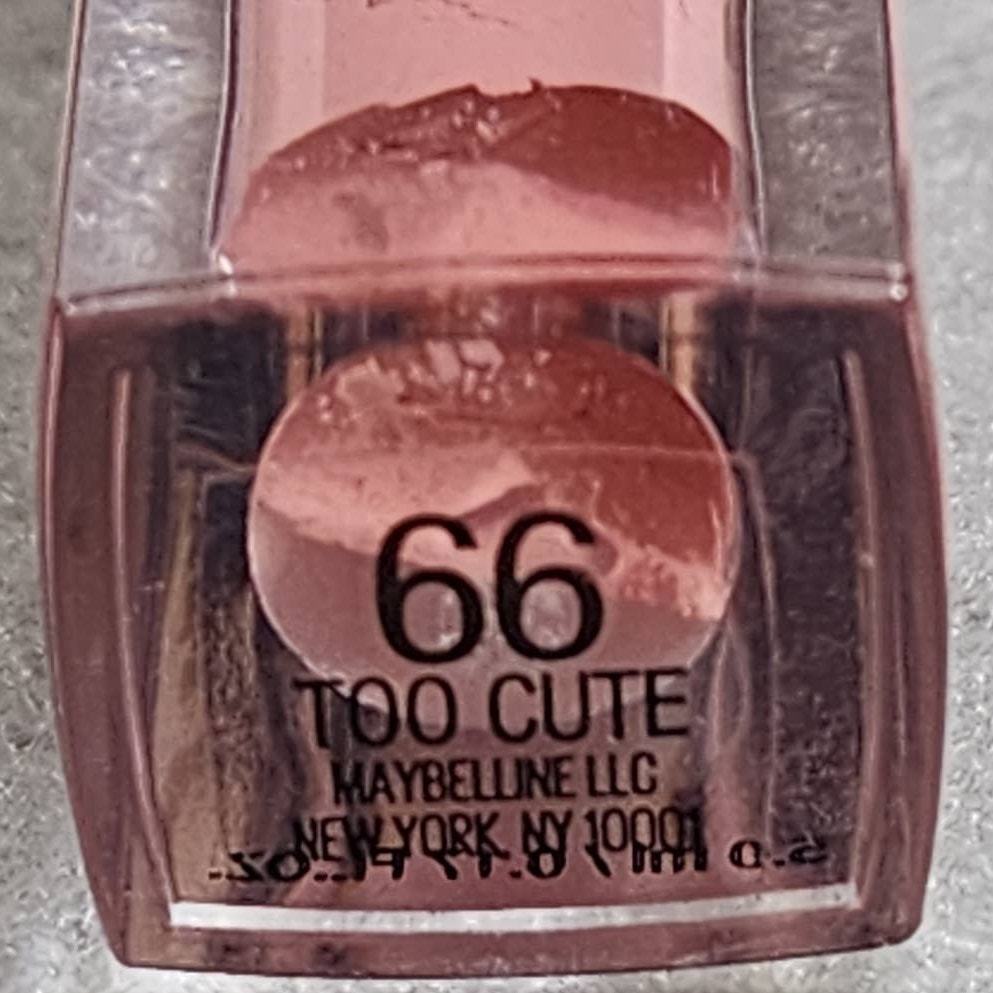 66
TOO CUTE
MAYBELLINE LLC
NEW YORK, NY 10001